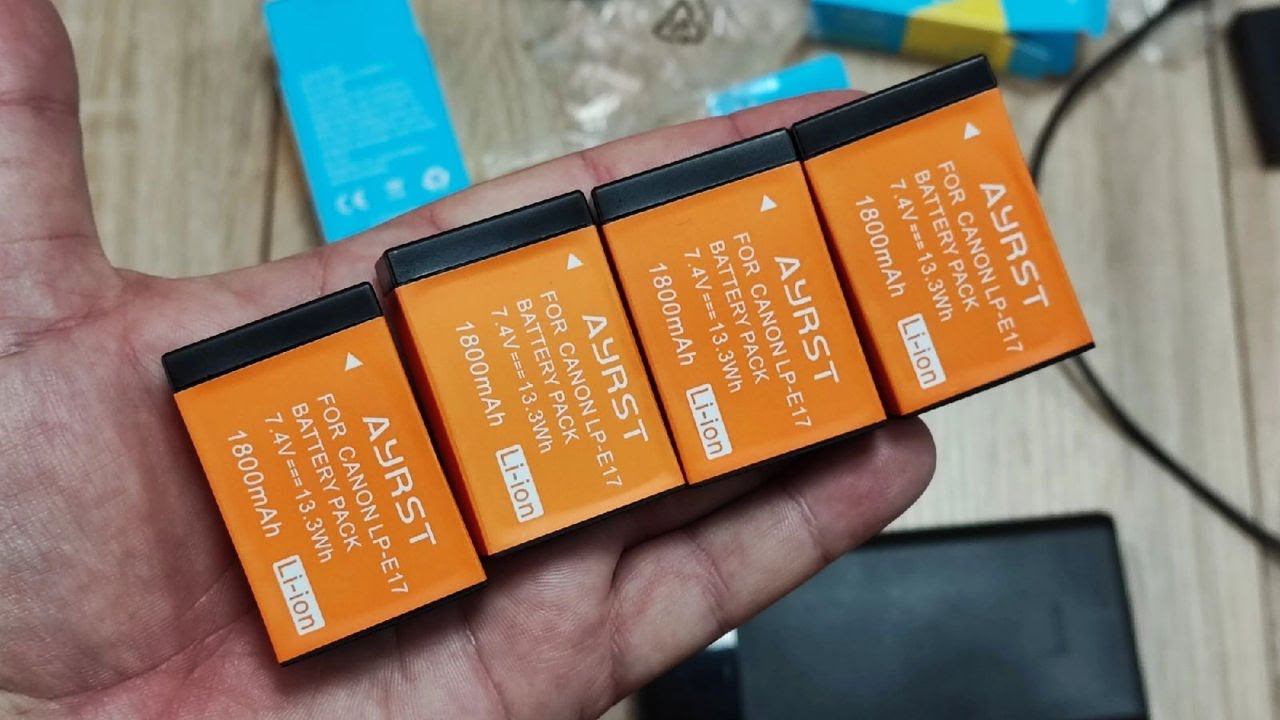 AYRST
FOR CANON LP-E17
BATTERY PACK
7.4V⎓13.3Wh
1800mAh
Li-ion
AYRST
FOR CANON LP-E17
BATTERY PACK
7.4V⎓13.3Wh
1800mAh
Li-ion
AYRST
FOR CANON LP-E17
BATTERY PACK
7.4V⎓13.3Wh
1800mAh
Li-ion
AYRST
FOR CANON LP-E17
BATTERY PACK
7.4V⎓13.3Wh
1800mAh
Li-ion
CE